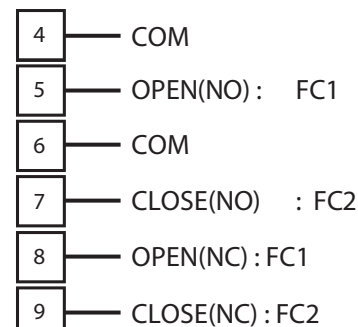 4 COM
5 OPEN(NO) : FC1
6 COM
7 CLOSE(NO) : FC2
8 OPEN(NC) : FC1
9 CLOSE(NC) : FC2